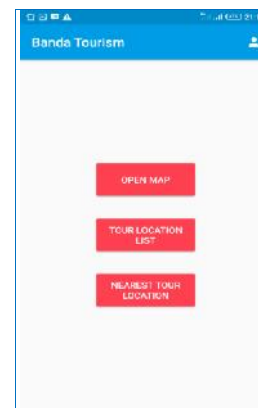 Banda Tourism
OPEN MAP
TOUR LOCATION
LIST
NEAREST TOUR
LOCATION